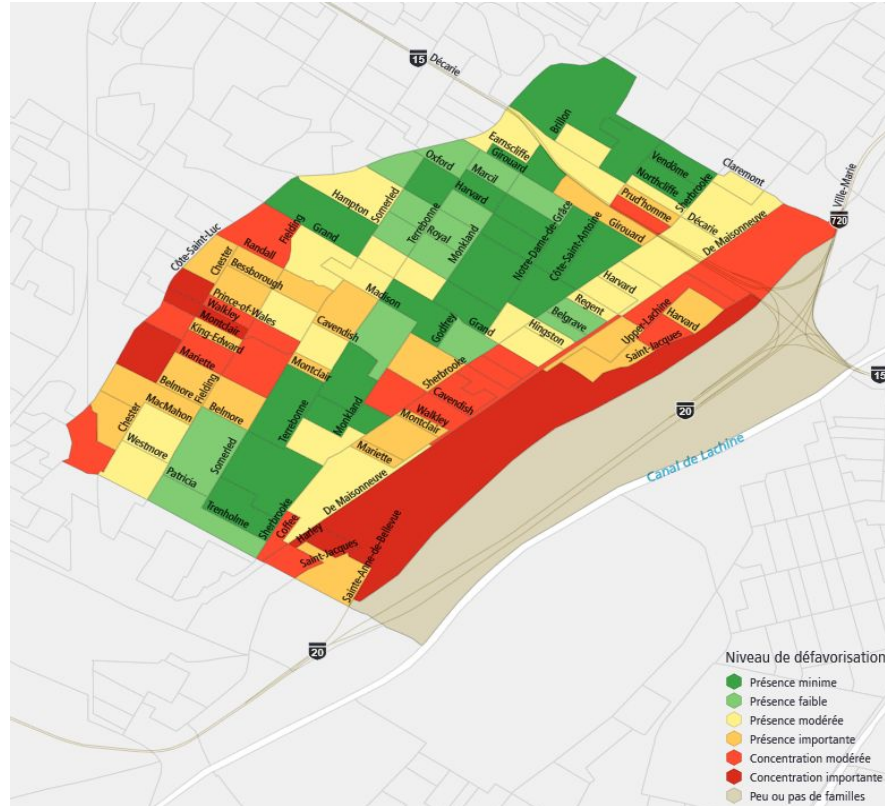 15
Décarie
Brillon
Earnscliffe
Girouard
Oxford
Marcil
Harvard
Vendôme
Northcliffe
Sherbrooke
Claremont
Ville-Marie
720
Prud'homme
Décarie
Girouard
De Maisonneuve
Hampton
Somerled
Grand
Terrebonne
Royal
Monkland
Notre-Dame-de-Grâce
Côte-Saint-Antoine
Côte-Saint-Luc
Randall
Fielding
Chester
Bessborough
Prince-of-Wales
Walkley
Montclair
King-Edward
Mariette
Madison
Cavendish
Godfrey
Grand
Hingston
Regent
Harvard
Belgrave
Upper-Lachine
Harvard
Saint-Jacques
15
20
Canal de Lachine
Sherbrooke
Montclair
Cavendish
Walkley
Montclair
Mariette
Belmore
Fielding
Belmore
MacMahon
Chester
Westmore
Patricia
Somerled
Terrebonne
Monkland
Trenholme
Sherbrooke
De Maisonneuve
Coffee
Harley
Saint-Jacques
Sainte-Anne-de-Bellevue
20
Niveau de défavorisation
Présence minime
Présence faible
Présence modérée
Présence importante
Concentration modérée
Concentration importante
Peu ou pas de familles